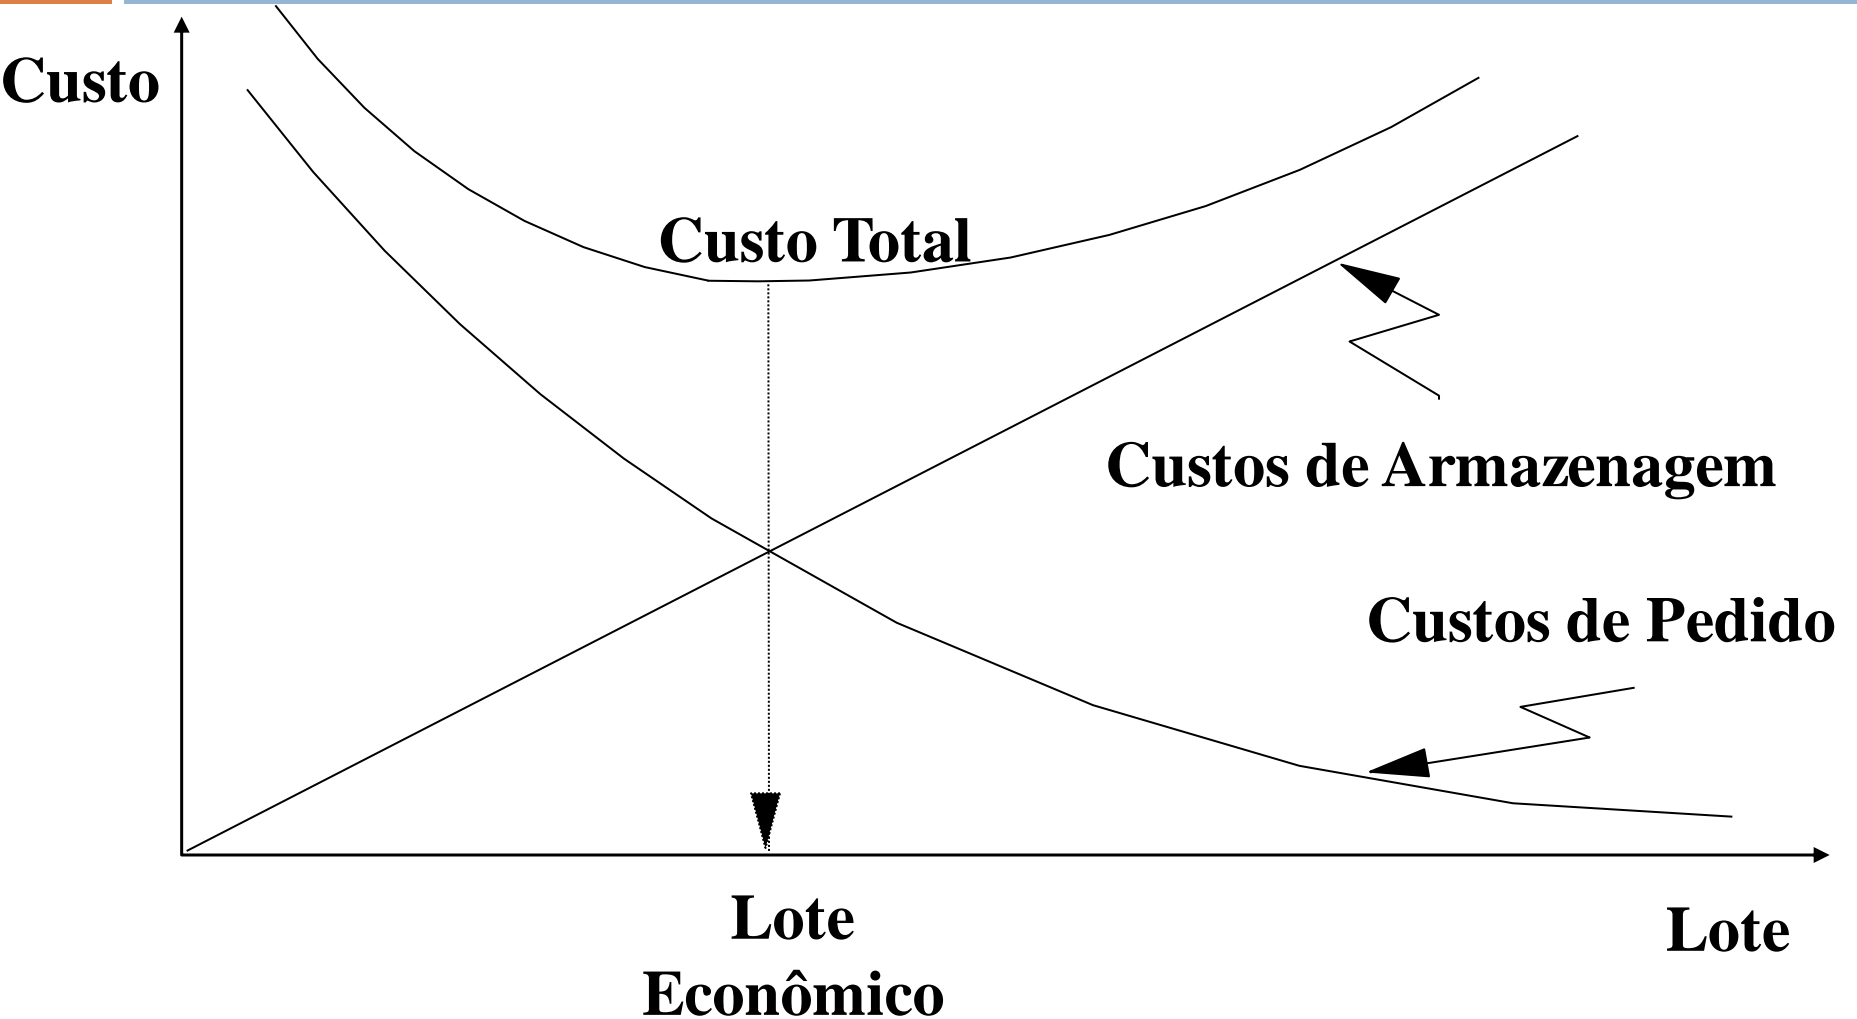 Custo
Custo Total
Custos de Armazenagem
Custos de Pedido
Lote
Econômico
Lote